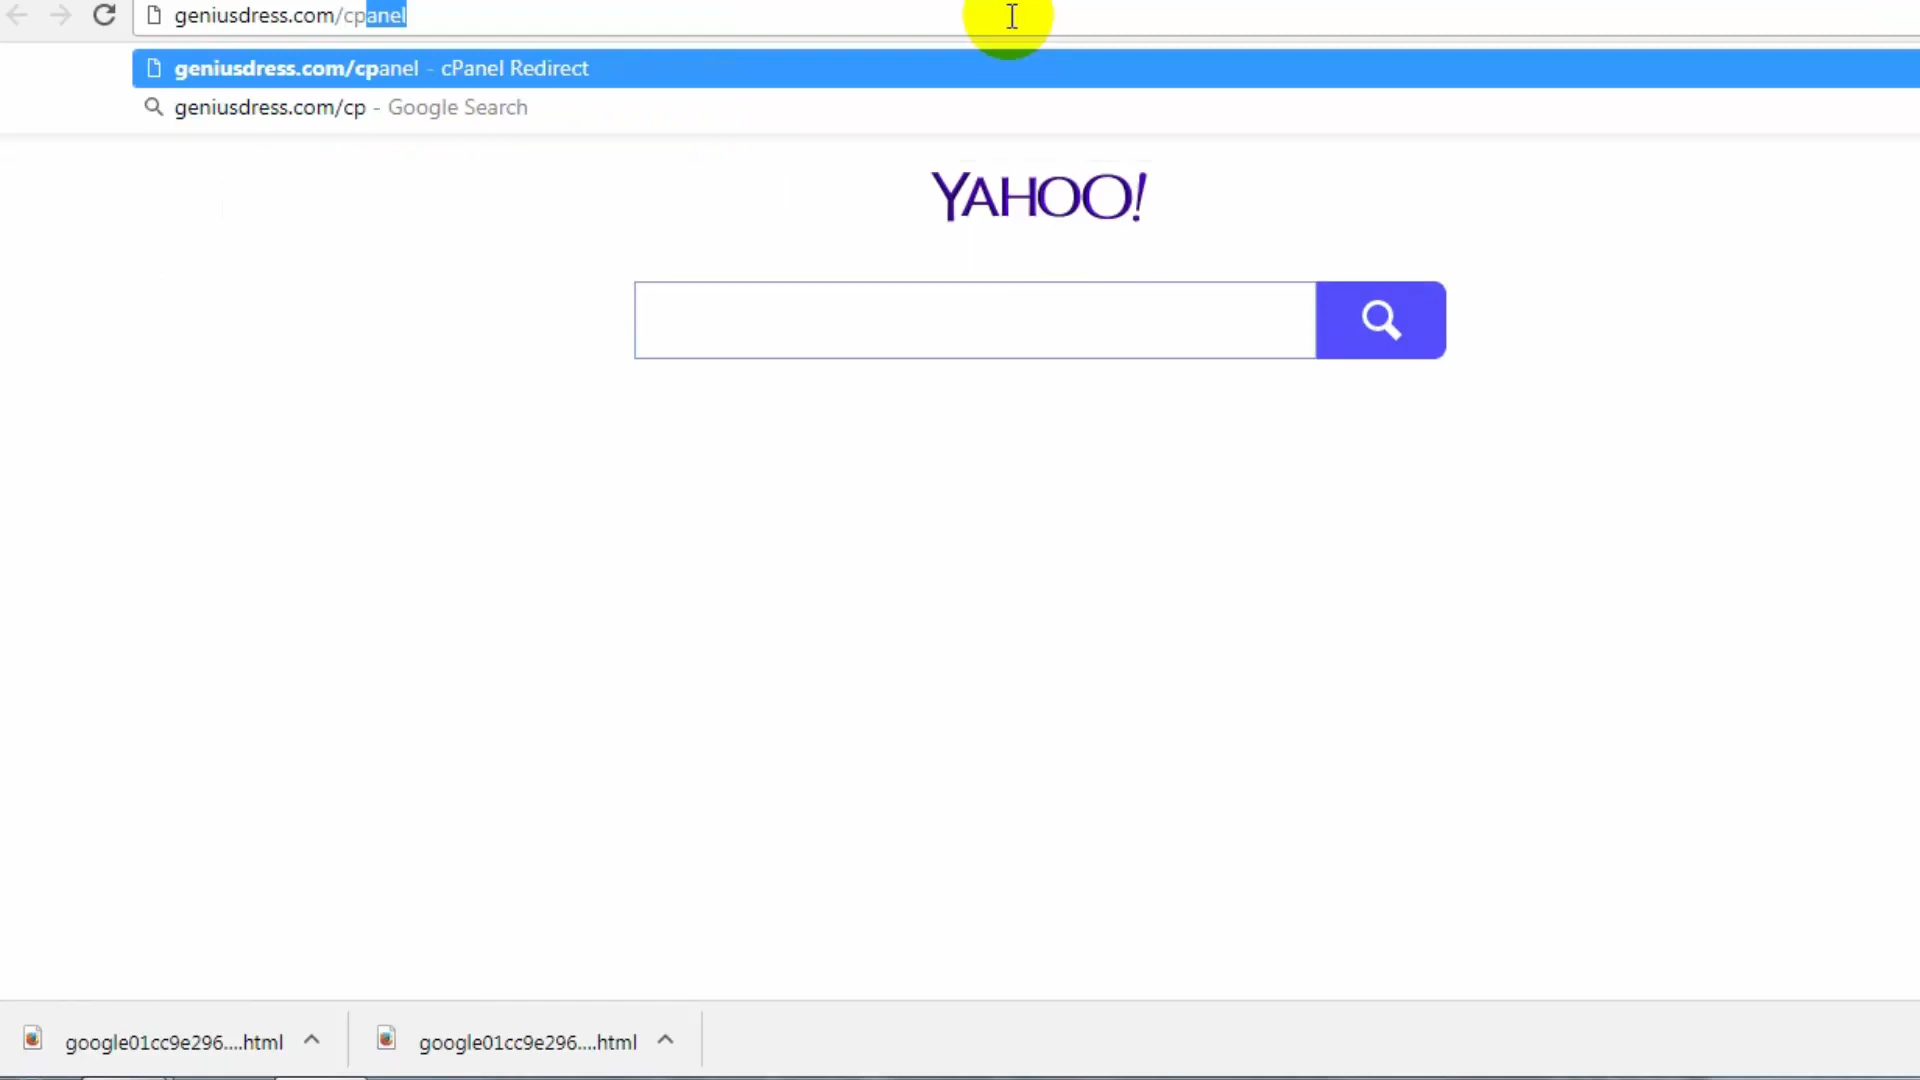 geniusdress.com/cpanel
geniusdress.com/cpanel - cPanel Redirect
geniusdress.com/cp - Google Search
YAHOO!
google01cc9e296....html
google01cc9e296....html